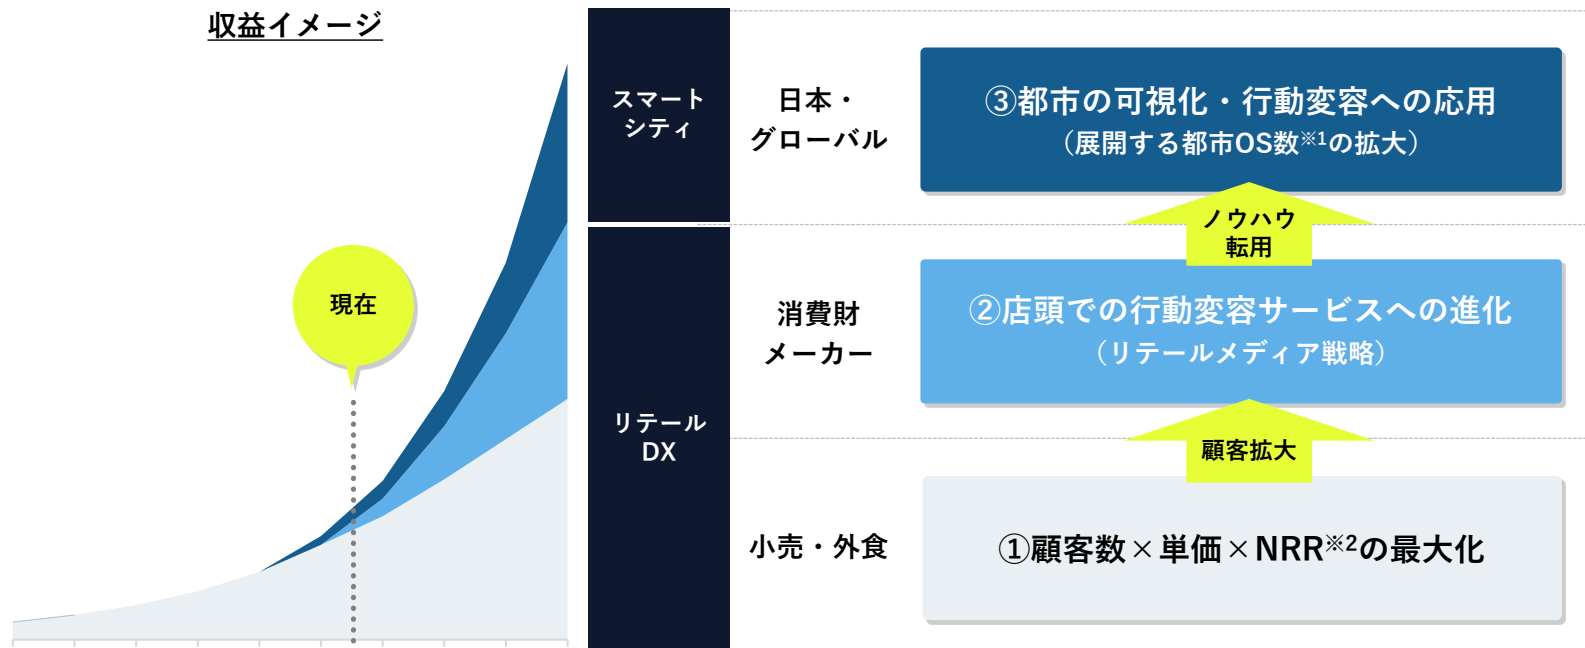 収益イメージ
現在
スマート
シティ
日本・
グローバル
③都市の可視化・行動変容への応用
（展開する都市OS数※1の拡大）
ノウハウ
転用
リテール
DX
消費財
メーカー
②店頭での行動変容サービスへの進化
（リテールメディア戦略）
顧客拡大
小売・外食
①顧客数×単価×NRR※2の最大化